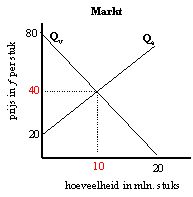 Markt
80
Qv
Qa
prijs in f per stuk
40
20
10
20
hoeveelheid in mln. stuks